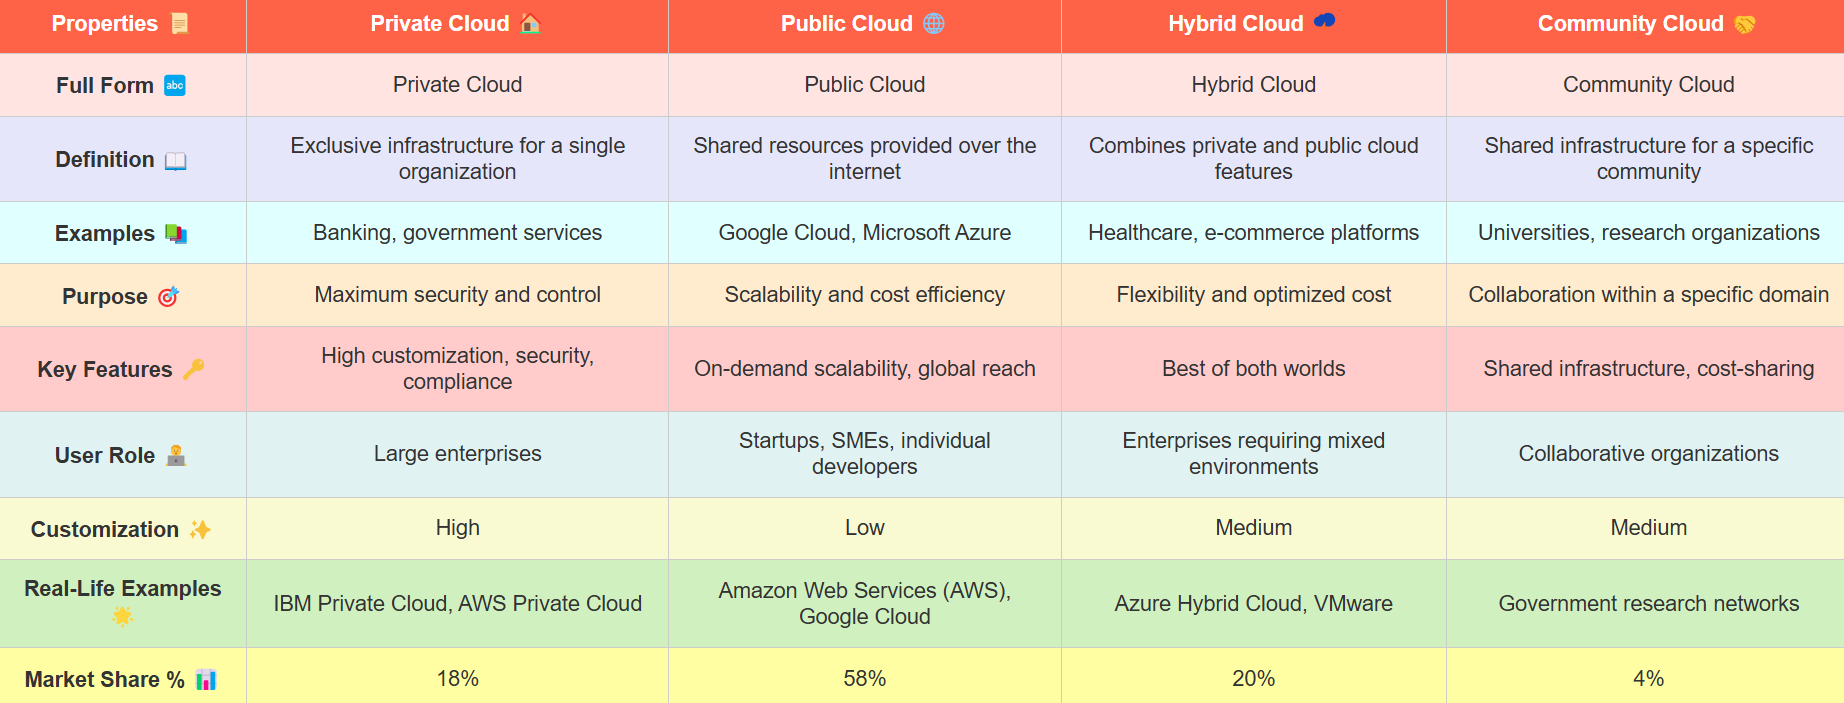 Properties Private Cloud Public Cloud Hybrid Cloud Community Cloud
Full Form abc Private Cloud Public Cloud Hybrid Cloud Community Cloud
Definition
Exclusive infrastructure for a single
organization
Shared resources provided over the
internet
Combines private and public cloud
features
Shared infrastructure for a specific
community
Examples Banking, government services Google Cloud, Microsoft Azure Healthcare, e-commerce platforms Universities, research organizations
Purpose Maximum security and control Scalability and cost efficiency Flexibility and optimized cost Collaboration within a specific domain
Key Features
High customization, security,
compliance
On-demand scalability, global reach
Best of both worlds
Shared infrastructure, cost-sharing
User Role
Large enterprises
Startups, SMEs, individual
developers
Enterprises requiring mixed
environments
Collaborative organizations
Customization High Low Medium Medium
Real-Life Examples
IBM Private Cloud, AWS Private Cloud
Amazon Web Services (AWS),
Google Cloud
Azure Hybrid Cloud, VMware
Government research networks
Market Share % 18% 58% 20% 4%